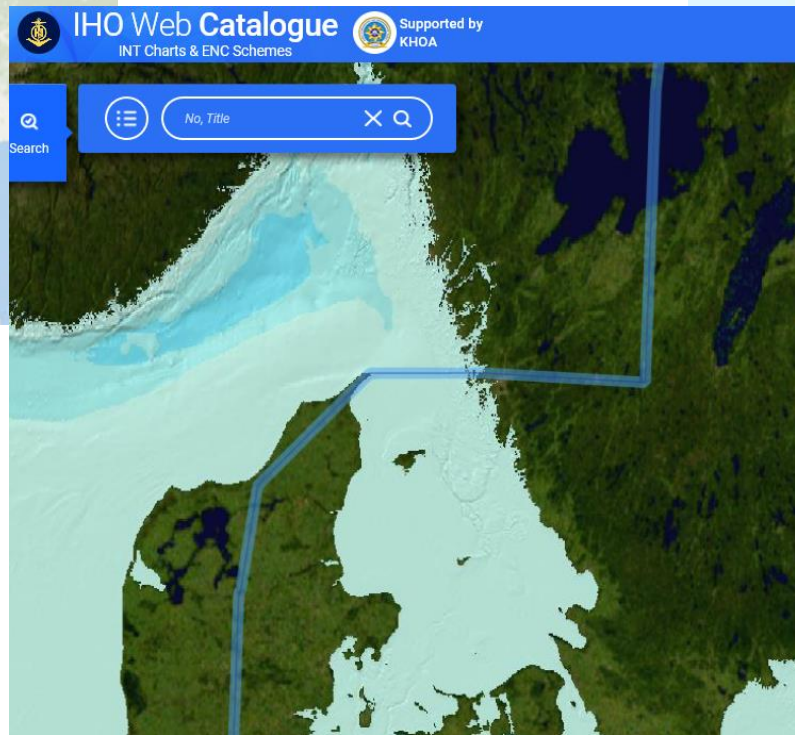 IHO Web Catalogue
INT Charts & ENC Schemes
Supported by
KHOA
Search
No, Title